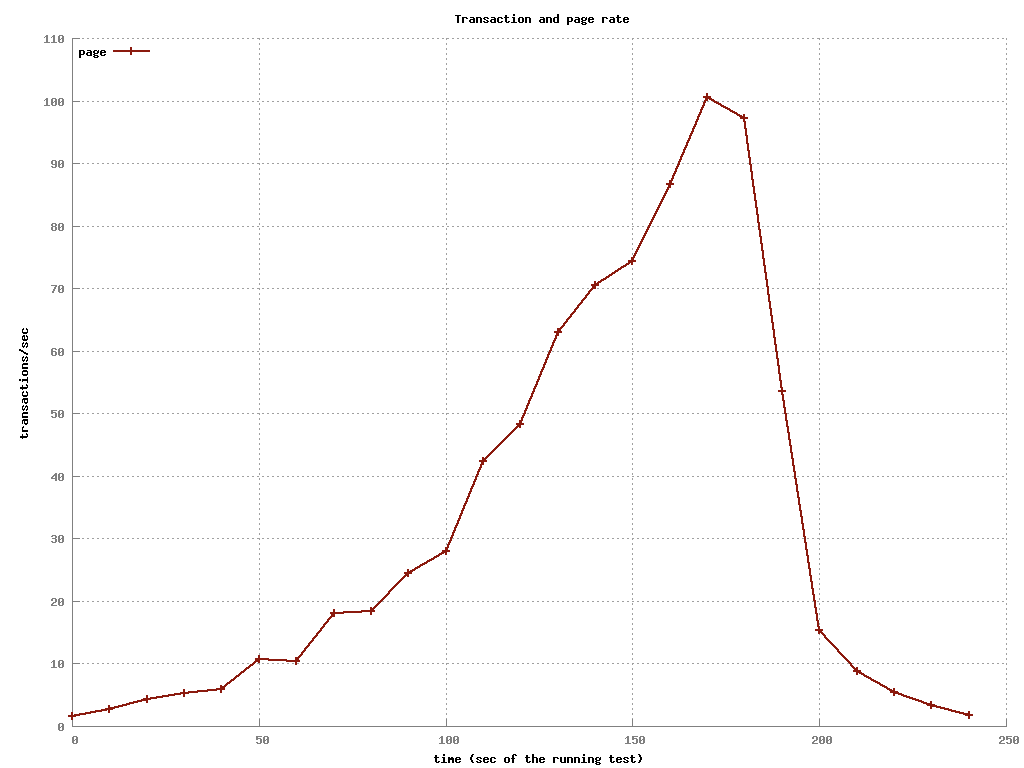 Transaction and page rate
110
page
100
90
80
70
60
transactions/sec
50
40
30
20
10
0
0 50 100 150 200 250
time (sec of the running test)